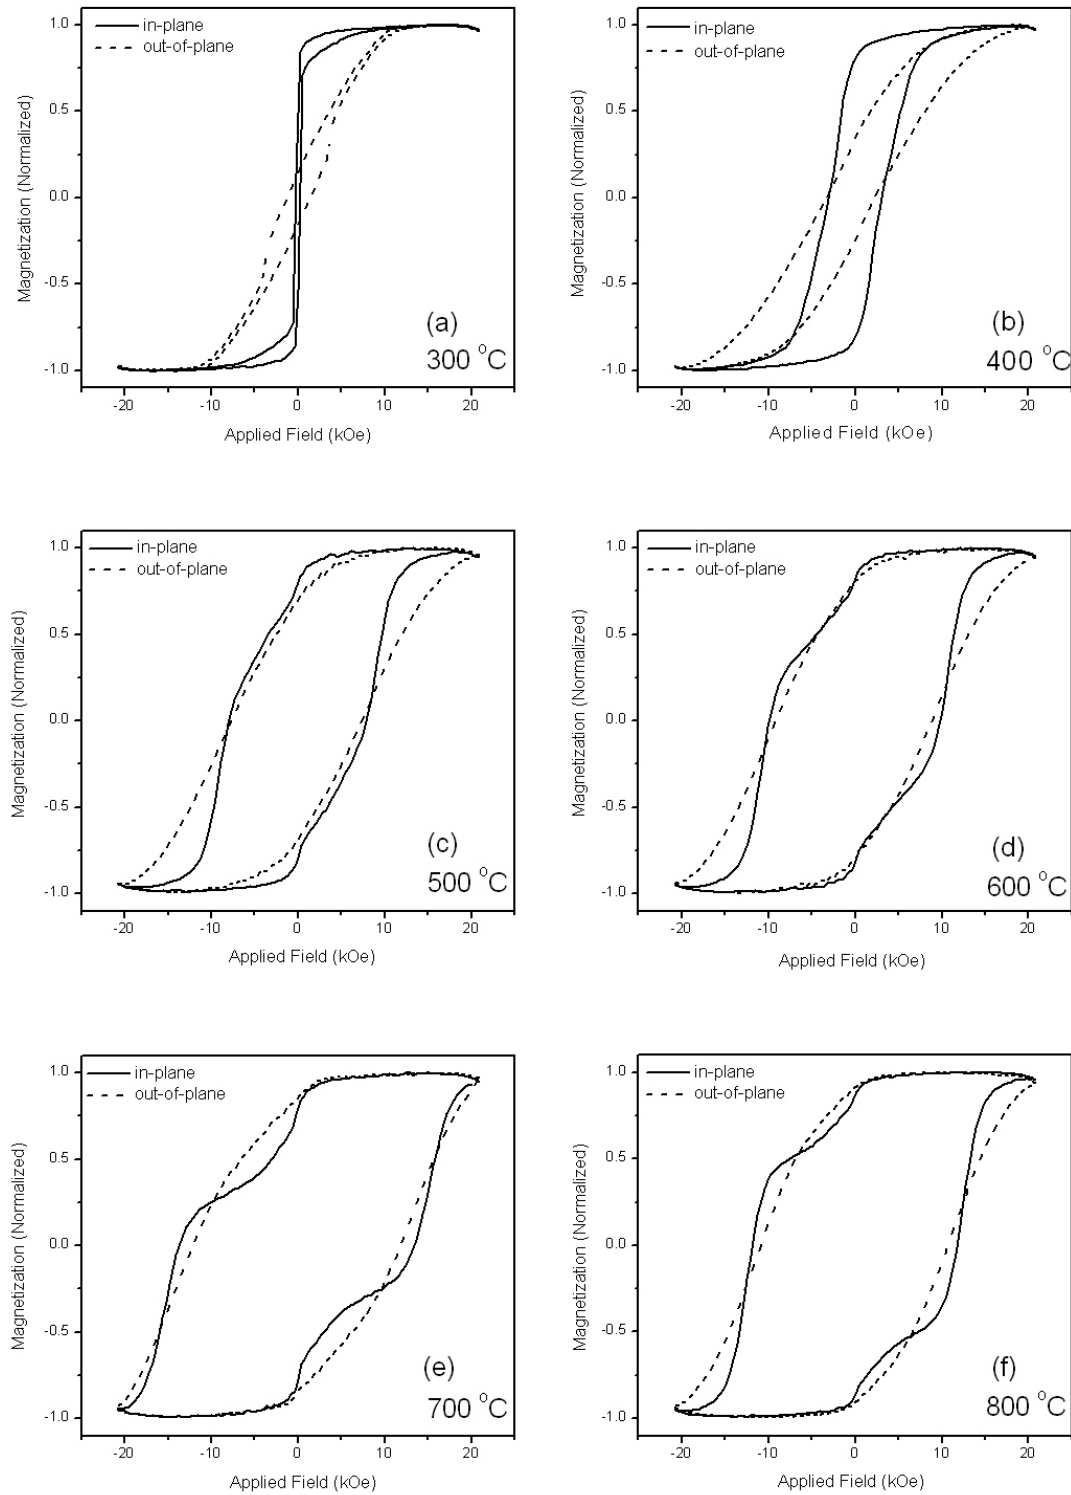 in-plane
out-of-plane
1.0
0.5
0.0
-0.5
-1.0
Magnetization (Normalized)
(a)
300 °C
-20
-10
0
10
20
Applied Field (kOe)
in-plane
out-of-plane
1.0
0.5
0.0
-0.5
-1.0
Magnetization (Normalized)
(b)
400 °C
-20
-10
0
10
20
Applied Field (kOe)
in-plane
out-of-plane
1.0
0.5
0.0
-0.5
-1.0
Magnetization (Normalized)
(c)
500 °C
-20
-10
0
10
20
Applied Field (kOe)
in-plane
out-of-plane
1.0
0.5
0.0
-0.5
-1.0
Magnetization (Normalized)
(d)
600 °C
-20
-10
0
10
20
Applied Field (kOe)
in-plane
out-of-plane
1.0
0.5
0.0
-0.5
-1.0
Magnetization (Normalized)
(e)
700 °C
-20
-10
0
10
20
Applied Field (kOe)
in-plane
out-of-plane
1.0
0.5
0.0
-0.5
-1.0
Magnetization (Normalized)
(f)
800 °C
-20
-10
0
10
20
Applied Field (kOe)